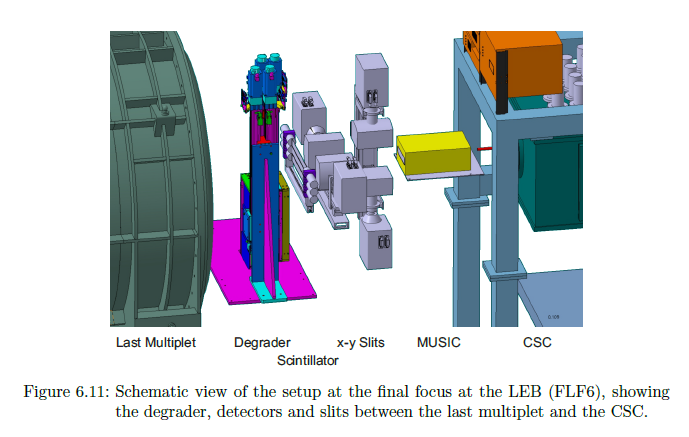 Last Multiplet Degrader x-y Slits MUSIC CSC
Scintillator
Figure 6.11: Schematic view of the setup at the final focus at the LEB (FLF6), showing
the degrader, detectors and slits between the last multiplet and the CSC.